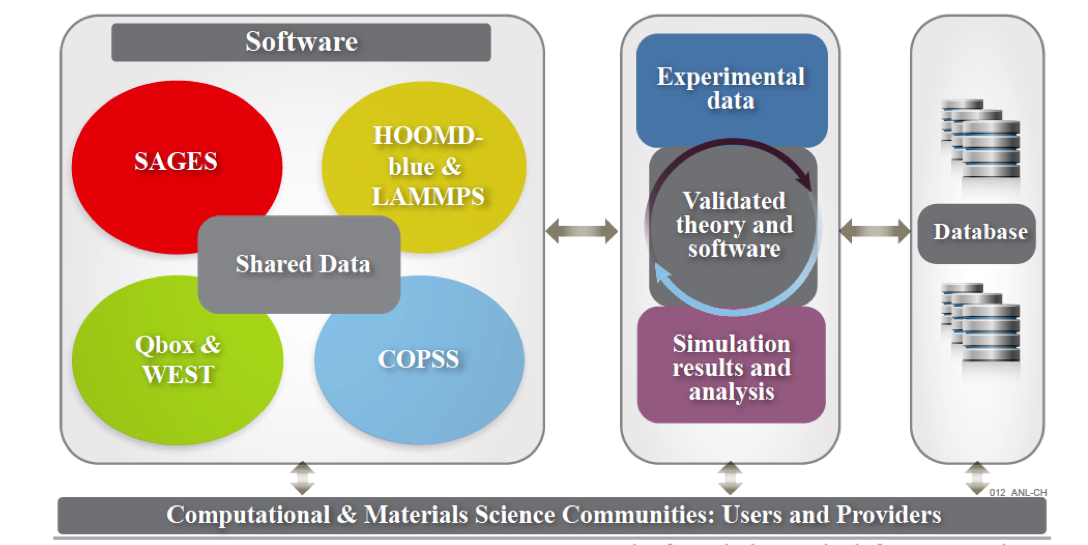 Software
SAGES
HOOMD-
blue &
LAMMPS
Shared Data
Qbox &
WEST
COPSS
Experimental
data
Validated
theory and
software
Simulation
results and
analysis
Database
012_ANL-CH
Computational & Materials Science Communities: Users and Providers